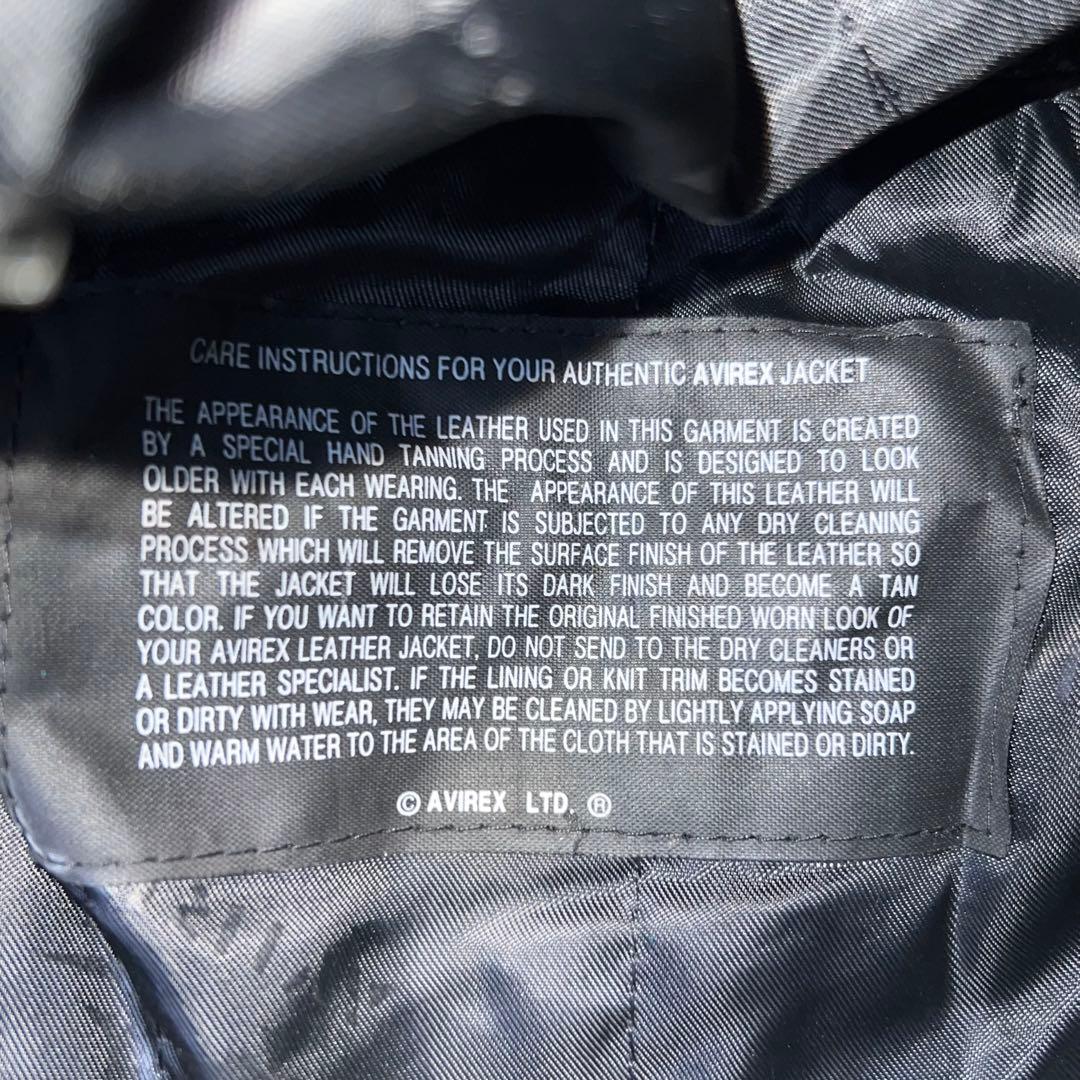 CARE INSTRUCTIONS FOR YOUR AUTHENTIC AVIREX JACKET
THE APPEARANCE OF THE LEATHER USED IN THIS GARMENT IS CREATED
BY A SPECIAL HAND TANNING PROCESS AND IS DESIGNED TO LOOK
OLDER WITH EACH WEARING. THE APPEARANCE OF THIS LEATHER WILL
BE ALTERED IF THE GARMENT IS SUBJECTED TO ANY DRY CLEANING
PROCESS WHICH WILL REMOVE THE SURFACE FINISH OF THE LEATHER SO
THAT THE JACKET WILL LOSE ITS DARK FINISH AND BECOME A TAN
COLOR. IF YOU WANT TO RETAIN THE ORIGINAL FINISHED WORN LOOK OF
YOUR AVIREX LEATHER JACKET, DO NOT SEND TO THE DRY CLEANERS OR
A LEATHER SPECIALIST. IF THE LINING OR KNIT TRIM BECOMES STAINED
OR DIRTY WITH WEAR, THEY MAY BE CLEANED BY LIGHTLY APPLYING SOAP
AND WARM WATER TO THE AREA OF THE CLOTH THAT IS STAINED OR DIRTY.
© AVIREX LTD. ®